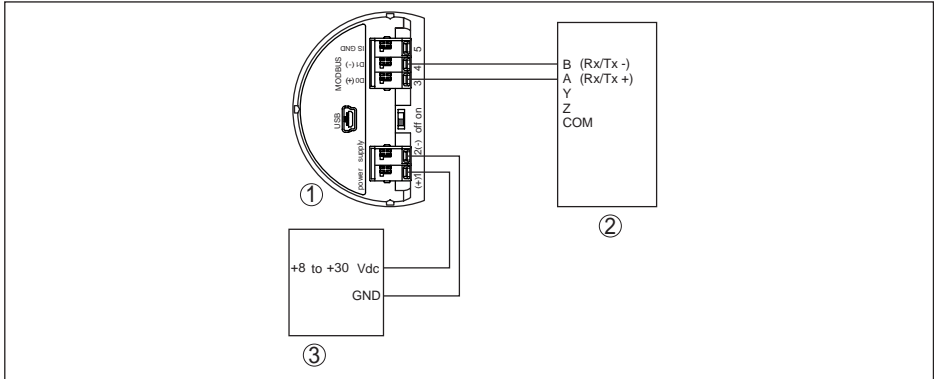 IS GND
D1 (-)
D0 (+)
MODBUS
USB
power supply
5
4
3
off on
2(-)
(+)1
1
B (Rx/Tx -)
A (Rx/Tx +)
Y
Z
COM
2
+8 to +30 Vdc
GND
3